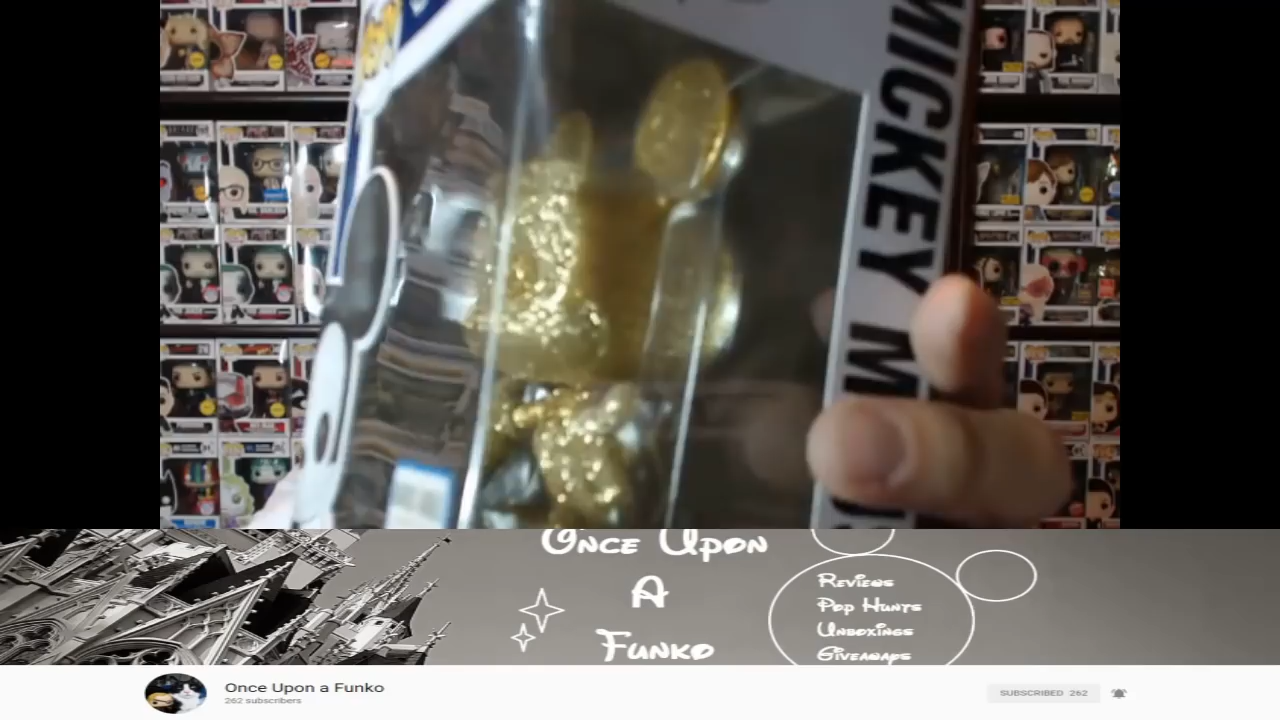 MICKEY M
Once Upon
A
Funko
Reviews
Pop Hunts
Unboxings
Giveaways
Once Upon a Funko
262 subscribers
SUBSCRIBED 262